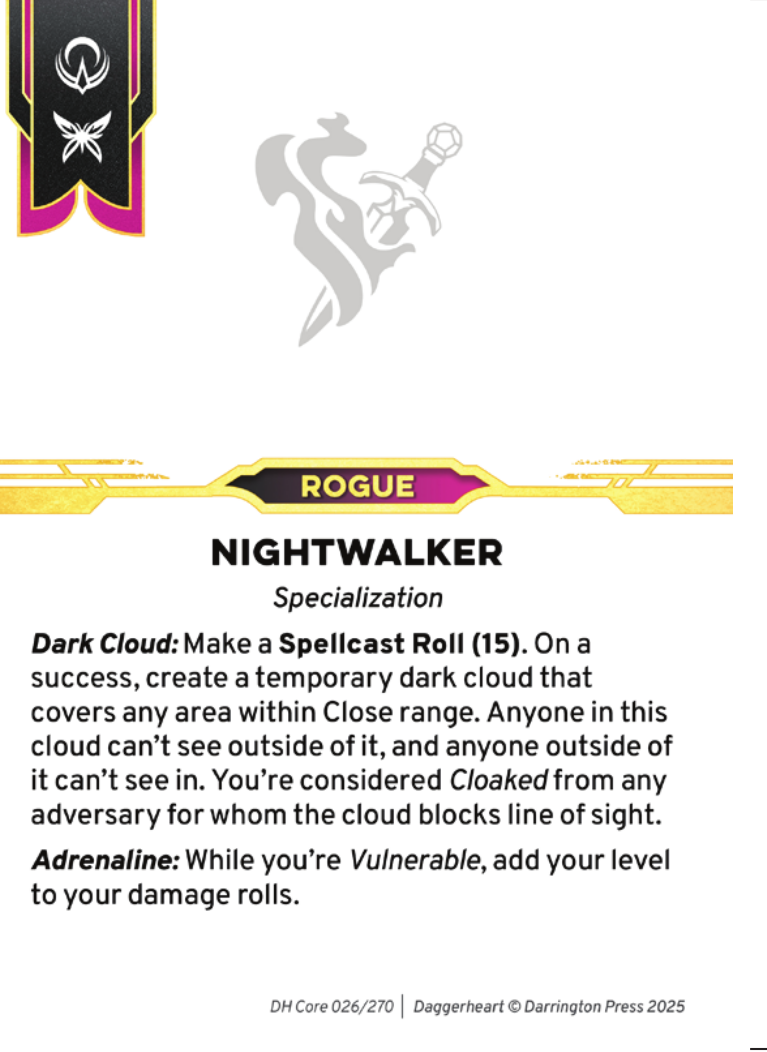 ROGUE
NIGHTWALKER
Specialization
Dark Cloud: Make a Spellcast Roll (15). On a
success, create a temporary dark cloud that
covers any area within Close range. Anyone in this
cloud can't see outside of it, and anyone outside of
it can't see in. You're considered Cloaked from any
adversary for whom the cloud blocks line of sight.
Adrenaline: While you're Vulnerable, add your level
to your damage rolls.
DH Core 026/270 | Daggerheart © Darrington Press 2025